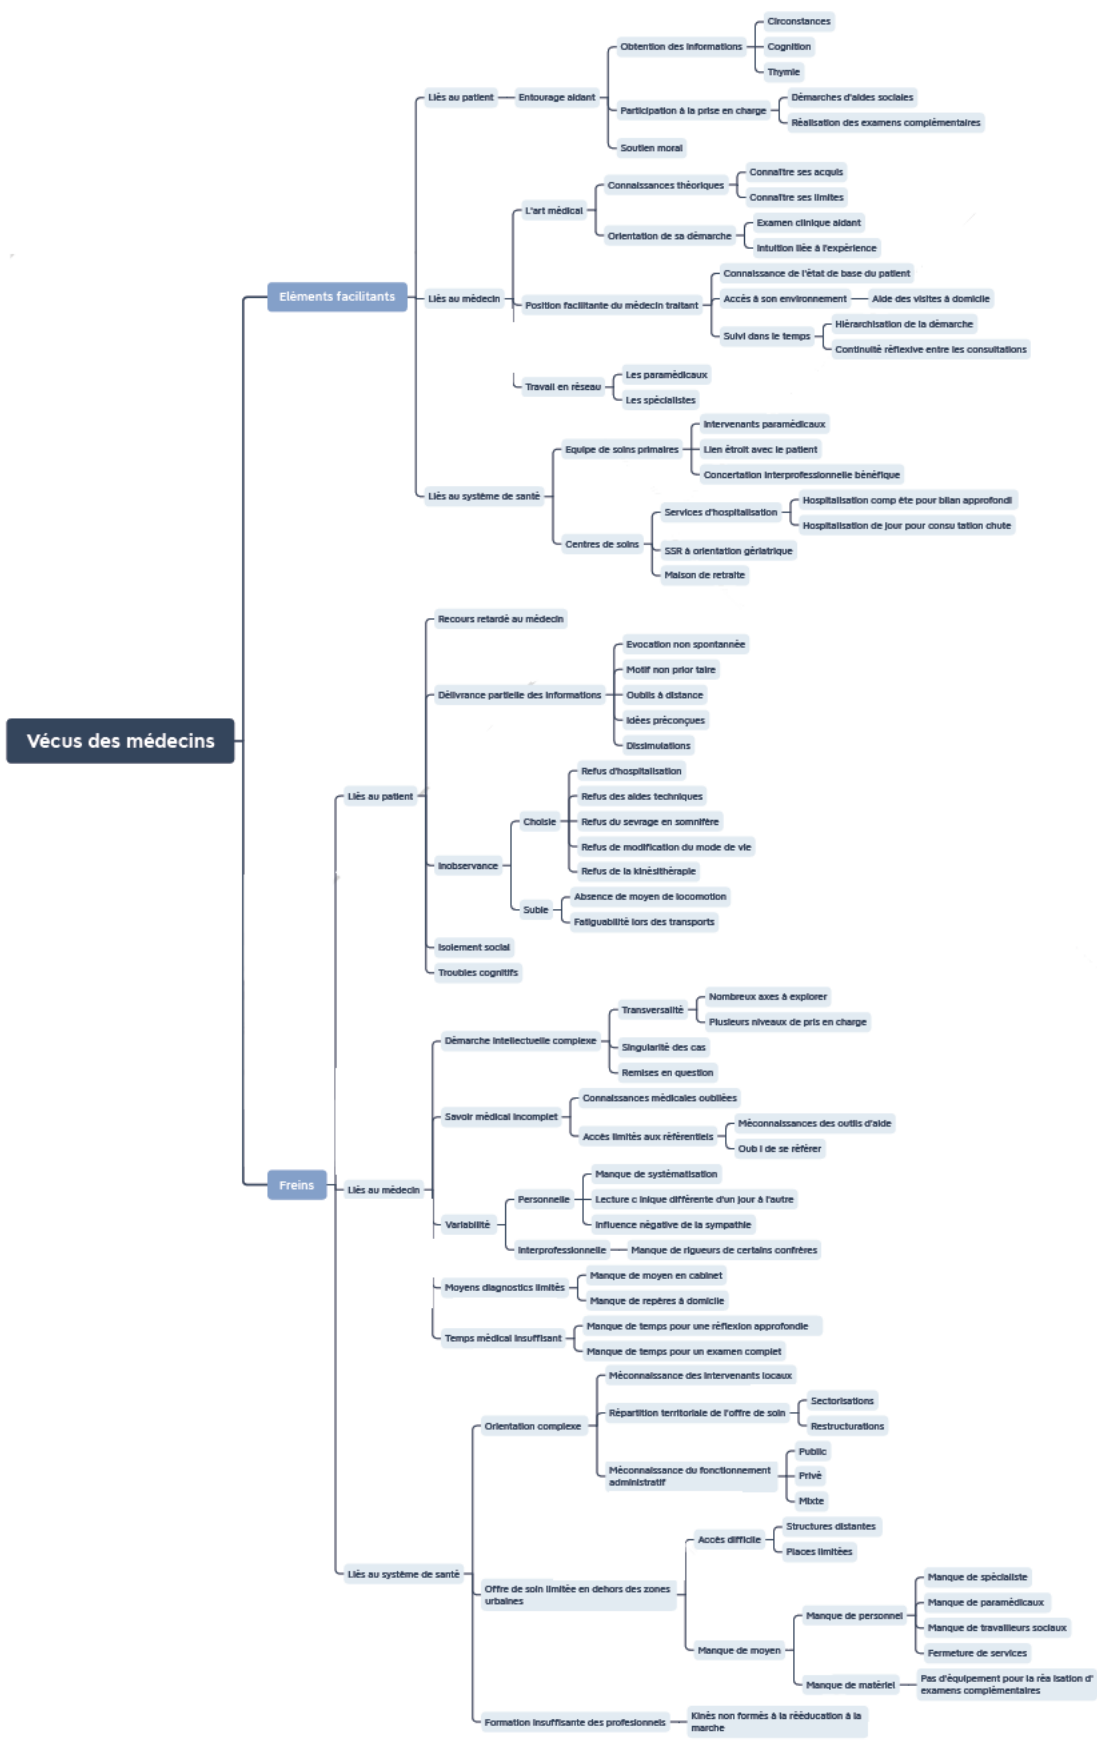 Vécus des médecins
Eléments facilitants
Liés au patient
Entourage aidant
Obtention des informations
Circonstances
Cognition
Thymie
Participation à la prise en charge
Démarches d'aides sociales
Réalisation des examens complémentaires
Soutien moral
Liés au médecin
L'art médical
Connaissances théoriques
Connaître ses acquis
Connaître ses limites
Orientation de sa démarche
Examen clinique aidant
Intuition liée à l'expérience
Position facilitante du médecin traitant
Connaissance de l'état de base du patient
Accès à son environnement
Aide des visites à domicile
Suivi dans le temps
Hiérarchisation de la démarche
Continuité réflexive entre les consultations
Travail en réseau
Les paramédicaux
Les spécialistes
Liés au système de santé
Equipe de soins primaires
Intervenants paramédicaux
Lien étroit avec le patient
Concertation interprofessionnelle bénéfique
Centres de soins
Services d'hospitalisation
Hospitalisation comp ète pour bilan approfondi
Hospitalisation de jour pour consu tation chute
SSR à orientation gériatrique
Maison de retraite
Freins
Liés au patient
Recours retardé au médecin
Délivrance partielle des informations
Evocation non spontannée
Motif non prior taire
Oublis à distance
Idées préconçues
Dissimulations
Inobservance
Choisie
Refus d'hospitalisation
Refus des aides techniques
Refus du sevrage en somnifère
Refus de modification du mode de vie
Refus de la kinésithérapie
Subie
Absence de moyen de locomotion
Fatiguabilité lors des transports
Isolement social
Troubles cognitifs
Liés au médecin
Démarche intellectuelle complexe
Transversalité
Nombreux axes à explorer
Plusieurs niveaux de pris en charge
Singularité des cas
Remises en question
Savoir médical incomplet
Connaissances médicales oubliées
Accès limités aux référentiels
Méconnaissances des outils d'aide
Oub i de se référer
Variabilité
Personnelle
Manque de systématisation
Lecture c inique différente d'un jour à l'autre
Influence négative de la sympathie
Interprofessionnelle
Manque de rigueurs de certains confrères
Moyens diagnostics limités
Manque de moyen en cabinet
Manque de repères à domicile
Temps médical insuffisant
Manque de temps pour une réflexion approfondie
Manque de temps pour un examen complet
Liés au système de santé
Orientation complexe
Méconnaissance des intervenants locaux
Répartition territoriale de l'offre de soin
Sectorisations
Restructurations
Méconnaissance du fonctionnement
administratif
Public
Privé
Mixte
Offre de soin limitée en dehors des zones
urbaines
Accès difficile
Structures distantes
Places limitées
Manque de moyen
Manque de personnel
Manque de spécialiste
Manque de paramédicaux
Manque de travailleurs sociaux
Fermeture de services
Manque de matériel
Pas d'équipement pour la réa isation d'
examens complémentaires
Formation insuffisante des profesionnels
Kinés non formés à la rééducation à la
marche